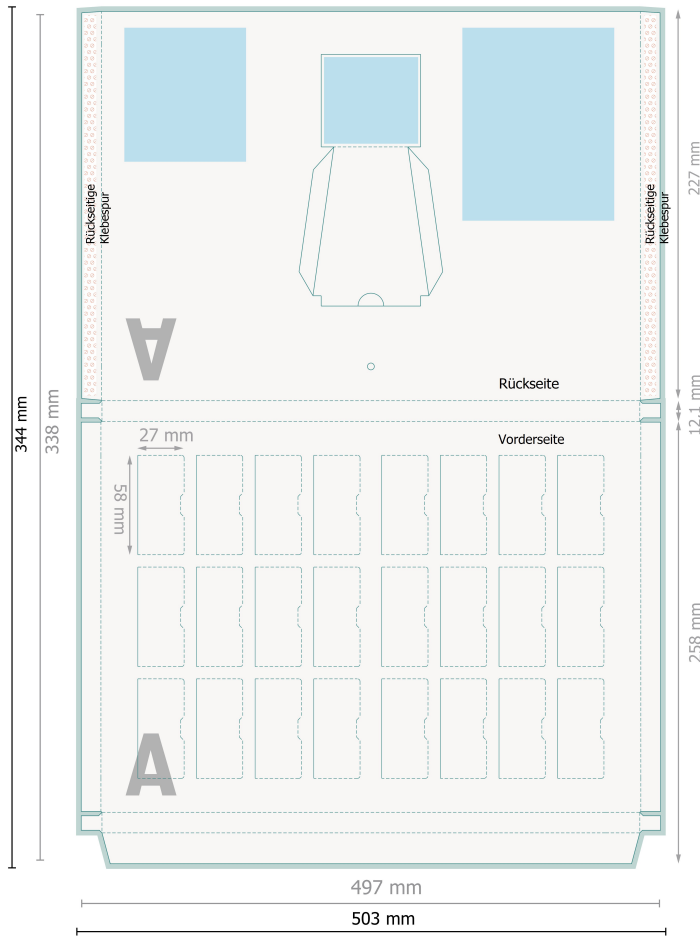 Rückseitige
Klebespur
Rückseitige
Klebespur
227 mm
A
Rückseite
344 mm
338 mm
12,1 mm
Vorderseite
27 mm
58 mm
258 mm
A
497 mm
503 mm